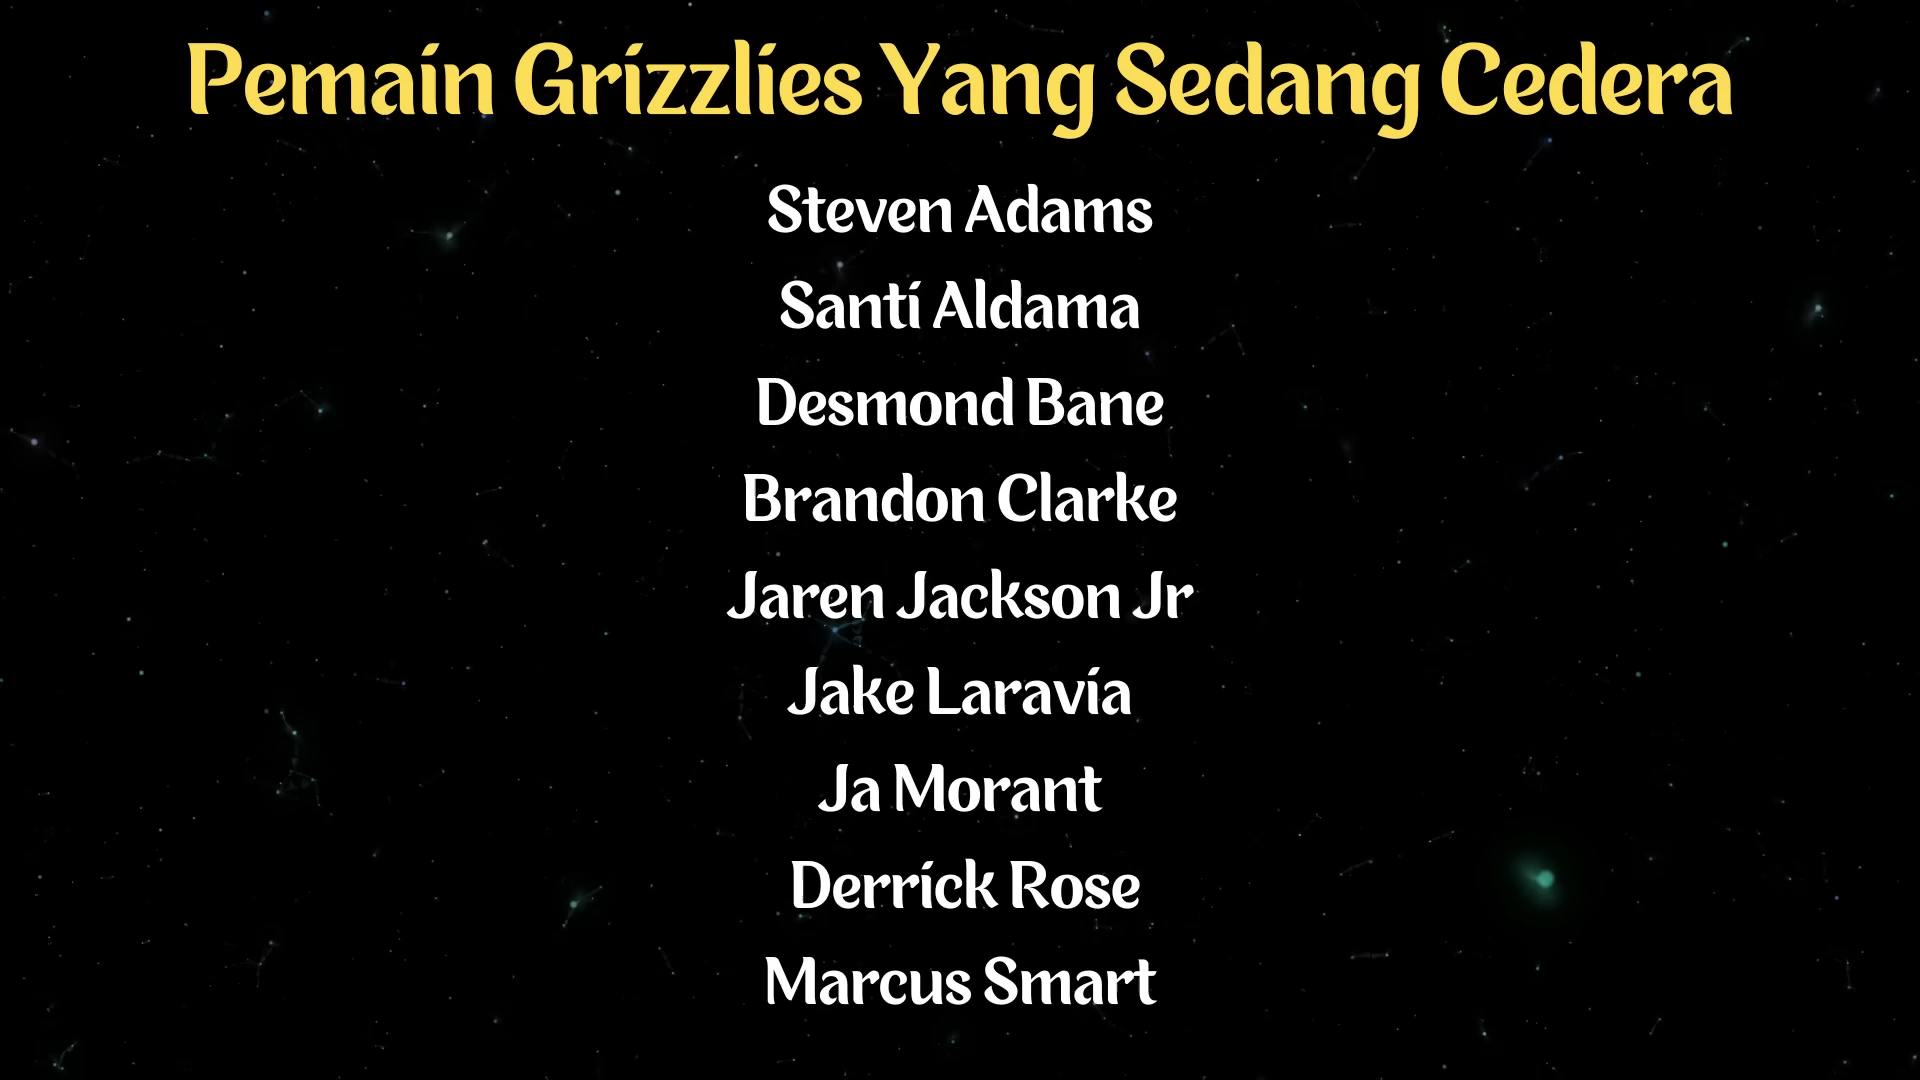 Pemain Grizzlies Yang Sedang Cedera
Steven Adams
Santi Aldama
Desmond Bane
Brandon Clarke
Jaren Jackson Jr
Jake Laravia
Ja Morant
Derrick Rose
Marcus Smart